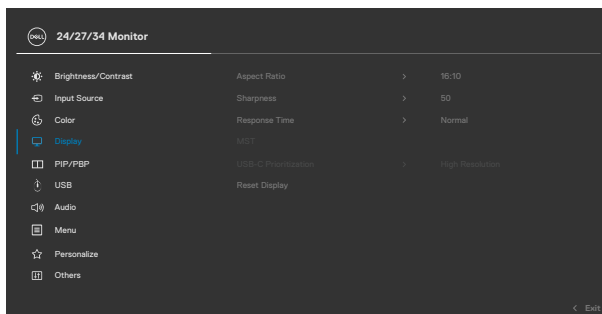 DELL 24/27/34 Monitor
Brightness/Contrast Aspect Ratio > 16:10
Input Source Sharpness > 50
Color Response Time > Normal
Display MST
PIP/PBP USB-C Prioritization > High Resolution
USB Reset Display
Audio
Menu
Personalize
Others
< Exit